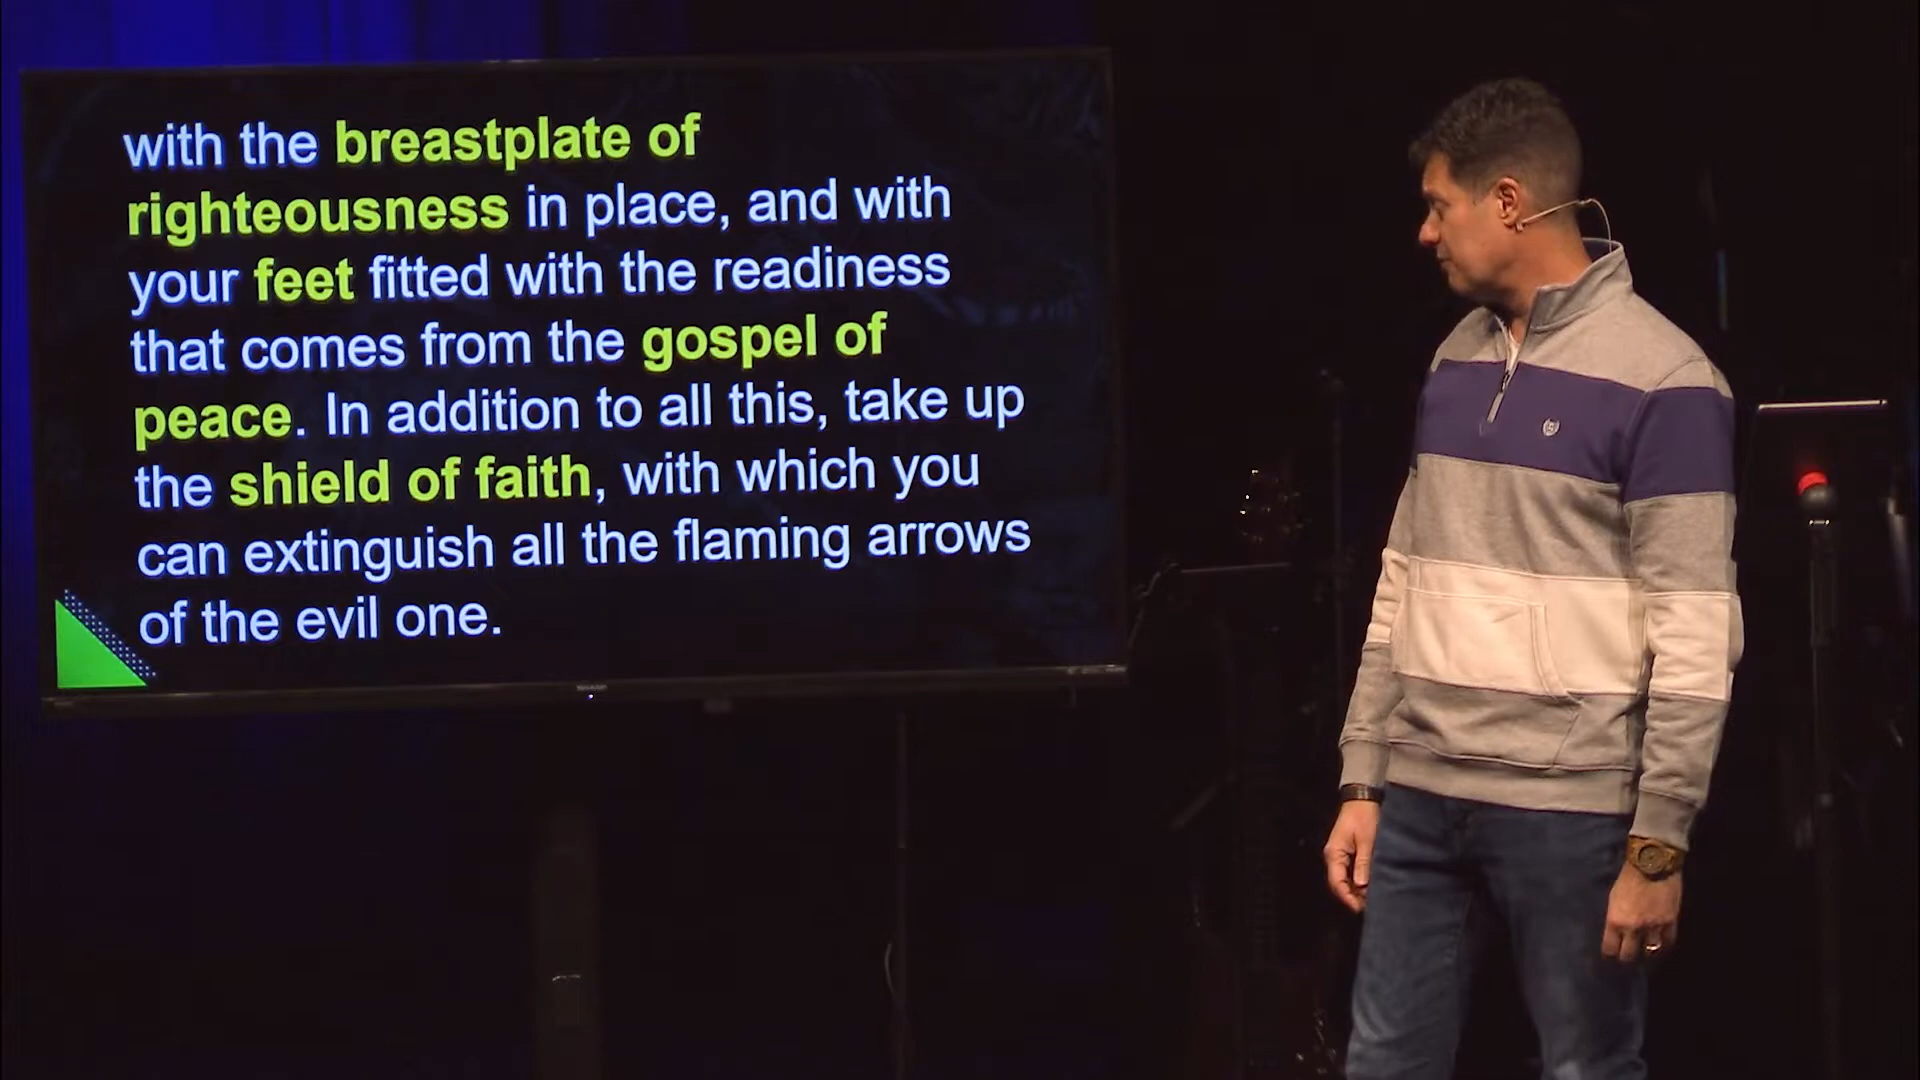 with the breastplate of
righteousness in place, and with
your feet fitted with the readiness
that comes from the gospel of
peace. In addition to all this, take up
the shield of faith, with which you
can extinguish all the flaming arrows
of the evil one.
SHARP